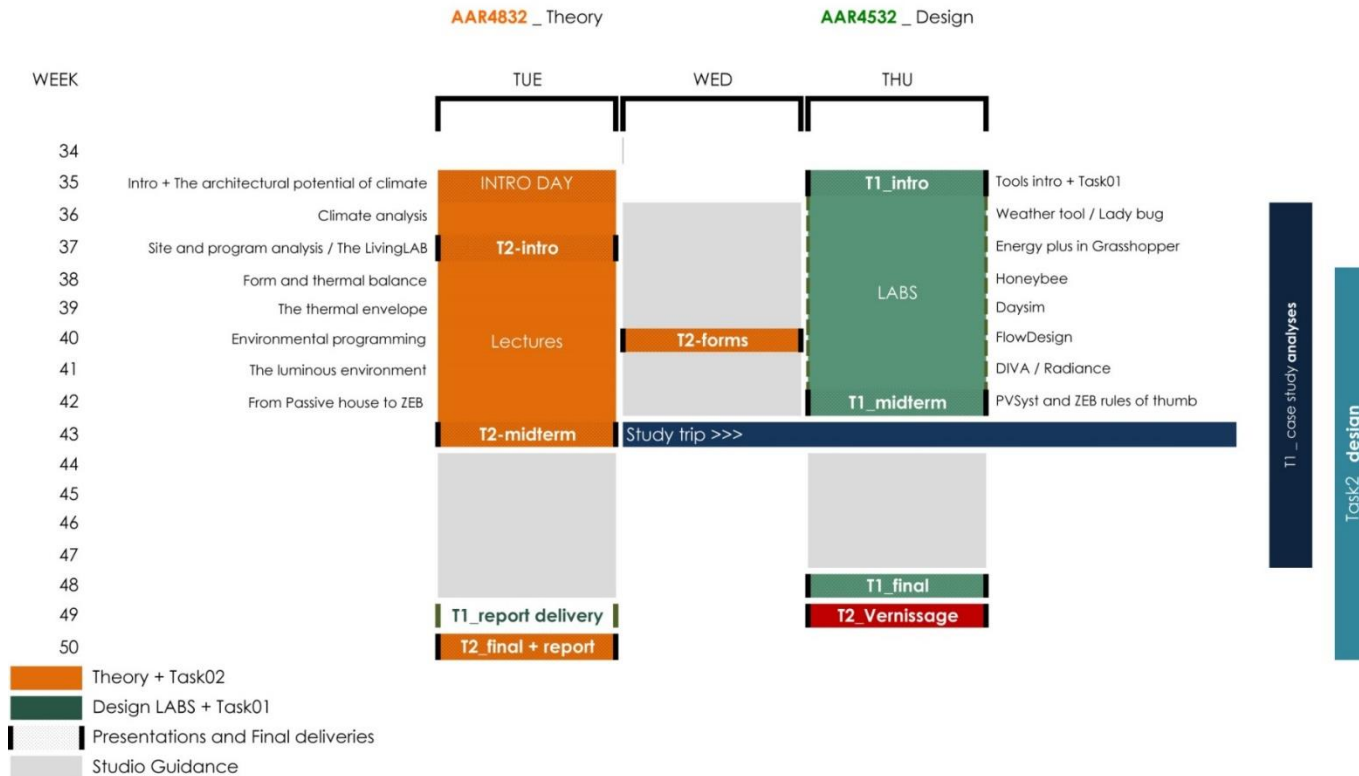 AAR4832 _ Theory AAR4532 _ Design
WEEK TUE WED THU
34
35 Intro + The architectural potential of climate INTRO DAY T1_intro Tools intro + Task01
36 Climate analysis Weather tool / Lady bug
37 Site and program analysis / The LivingLAB T2-intro Energy plus in Grasshopper
38 Form and thermal balance Honeybee
LABS
39 The thermal envelope Daysim
40 Environmental programming Lectures T2-forms FlowDesign
41 The luminous environment DIVA / Radiance
42 From Passive house to ZEB T1_midterm PVSyst and ZEB rules of thumb
43 T2-midterm Study trip >>>
44
45
46
47
48 T1_final
49 T1_report delivery T2_Vernissage
50 T2_final + report
T1 _ case study analyses
Task2_ design
Theory + Task02
Design LABS + Task01
Presentations and Final deliveries
Studio Guidance